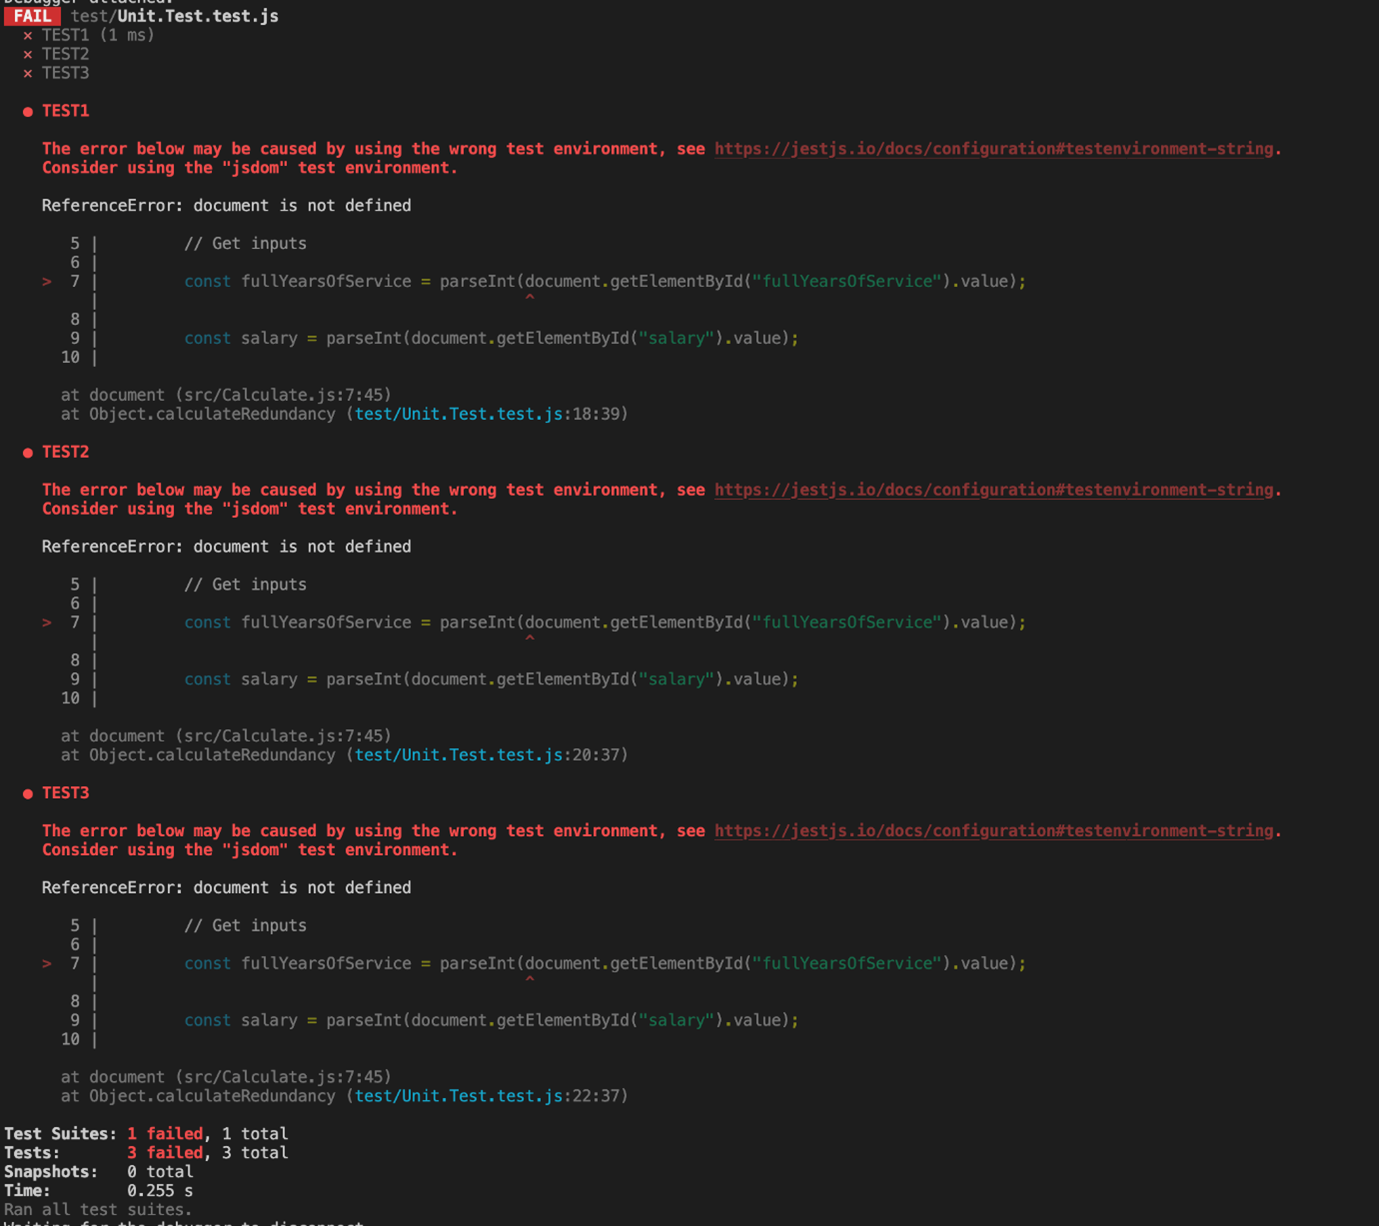 Debugger attached.
FAIL test/Unit.Test.test.js
× TEST1 (1 ms)
× TEST2
× TEST3
● TEST1
The error below may be caused by using the wrong test environment, see https://jestjs.io/docs/configuration#testenvironment-string.
Consider using the "jsdom" test environment.
ReferenceError: document is not defined
5 | // Get inputs
6 |
> 7 | const fullYearsOfService = parseInt(document.getElementById("fullYearsOfService").value);
| ^
8 |
9 | const salary = parseInt(document.getElementById("salary").value);
10 |
at document (src/Calculate.js:7:45)
at Object.calculateRedundancy (test/Unit.Test.test.js:18:39)
● TEST2
The error below may be caused by using the wrong test environment, see https://jestjs.io/docs/configuration#testenvironment-string.
Consider using the "jsdom" test environment.
ReferenceError: document is not defined
5 | // Get inputs
6 |
> 7 | const fullYearsOfService = parseInt(document.getElementById("fullYearsOfService").value);
| ^
8 |
9 | const salary = parseInt(document.getElementById("salary").value);
10 |
at document (src/Calculate.js:7:45)
at Object.calculateRedundancy (test/Unit.Test.test.js:20:37)
● TEST3
The error below may be caused by using the wrong test environment, see https://jestjs.io/docs/configuration#testenvironment-string.
Consider using the "jsdom" test environment.
ReferenceError: document is not defined
5 | // Get inputs
6 |
> 7 | const fullYearsOfService = parseInt(document.getElementById("fullYearsOfService").value);
| ^
8 |
9 | const salary = parseInt(document.getElementById("salary").value);
10 |
at document (src/Calculate.js:7:45)
at Object.calculateRedundancy (test/Unit.Test.test.js:22:37)
Test Suites: 1 failed, 1 total
Tests: 3 failed, 3 total
Snapshots: 0 total
Time: 0.255 s
Ran all test suites.
Waiting for the debugger to disconnect